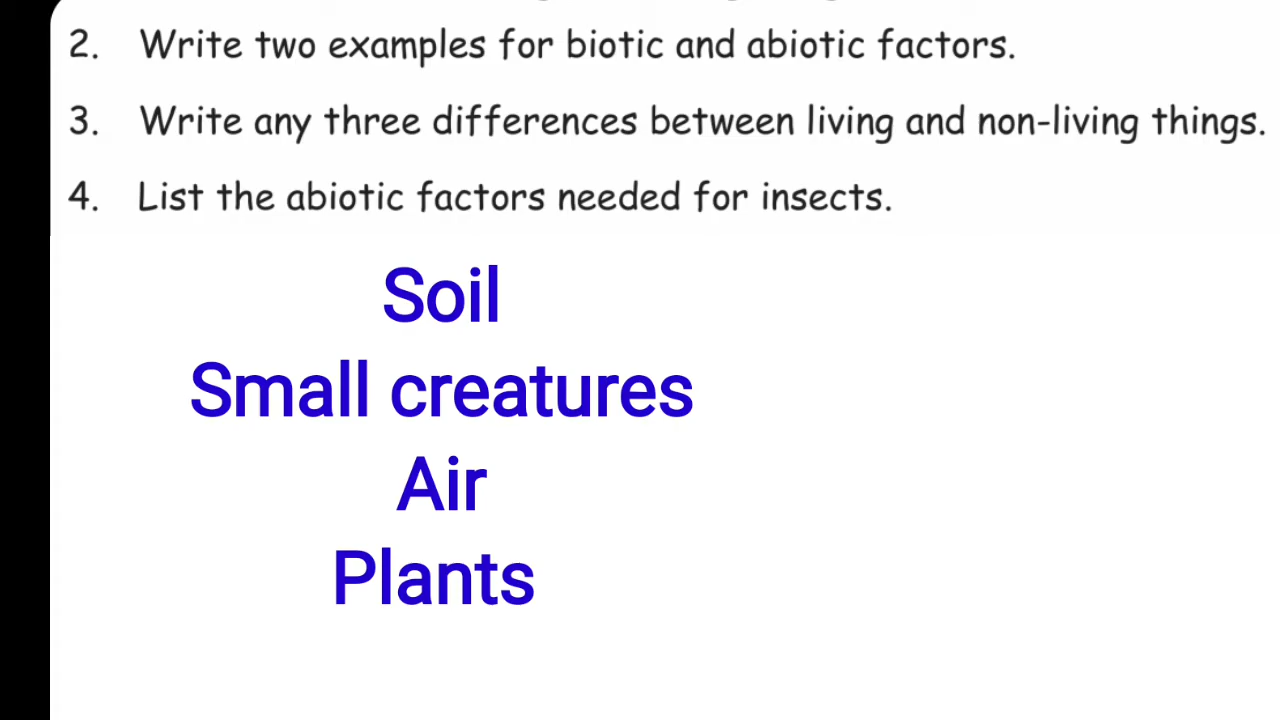 2. Write two examples for biotic and abiotic factors.
3. Write any three differences between living and non-living things.
4. List the abiotic factors needed for insects.
Soil
Small creatures
Air
Plants